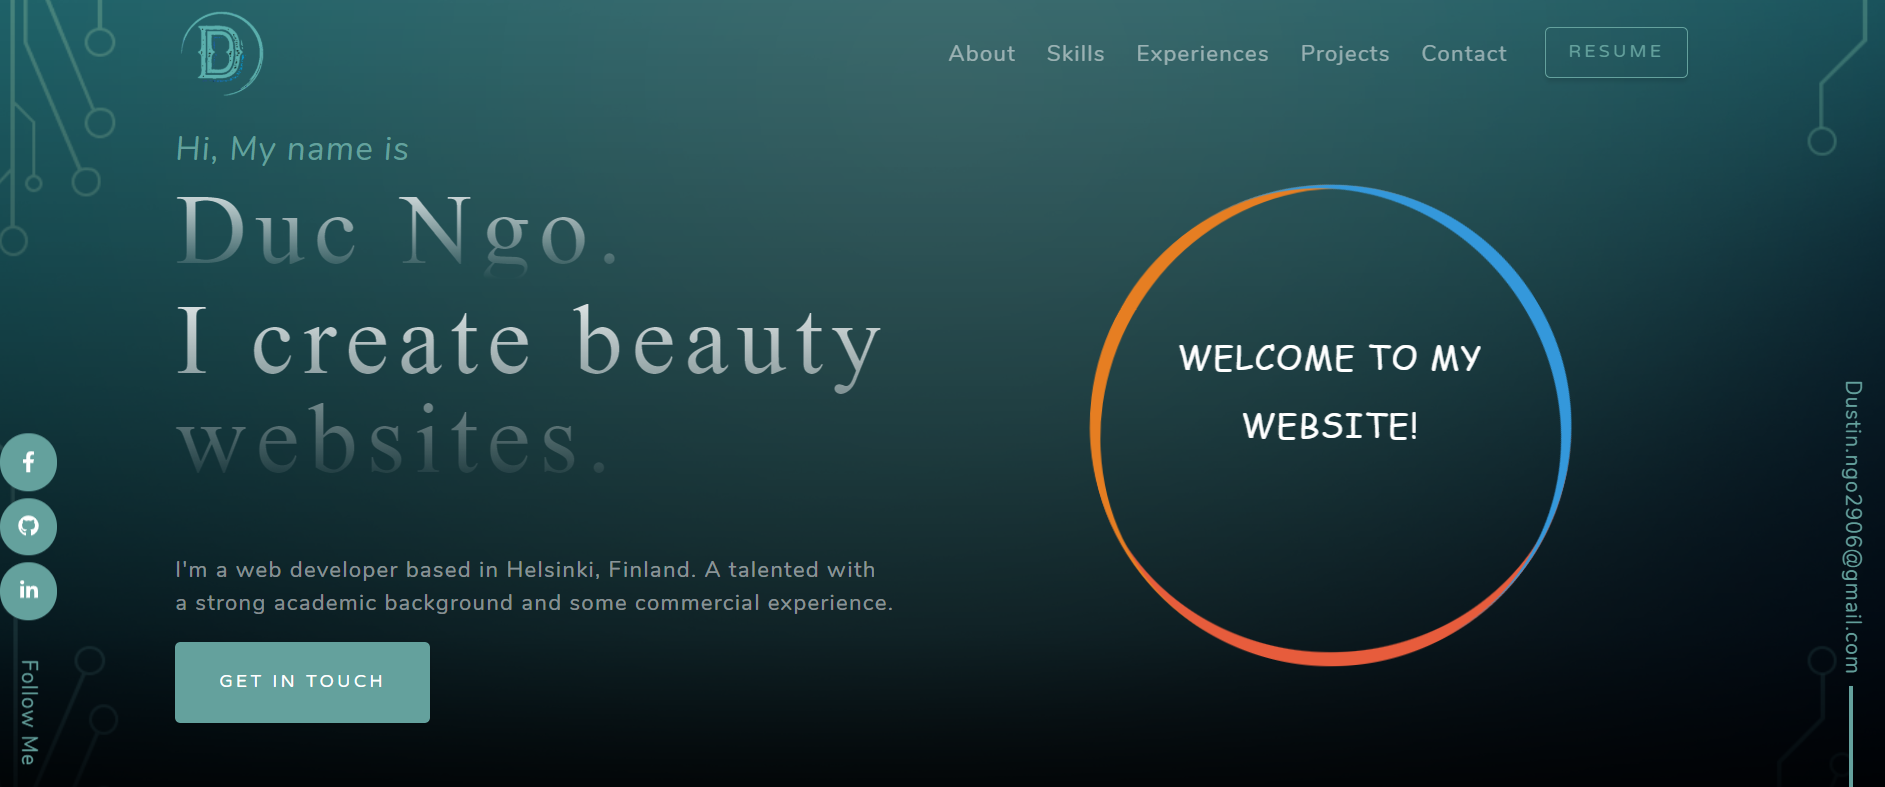 D
About Skills Experiences Projects Contact RESUME
Hi, My name is
Duc Ngo.
I create beauty
websites.
WELCOME TO MY
WEBSITE!
I'm a web developer based in Helsinki, Finland. A talented with
a strong academic background and some commercial experience.
GET IN TOUCH
f
in
Follow Me
Dustin.ngo2906@gmail.com